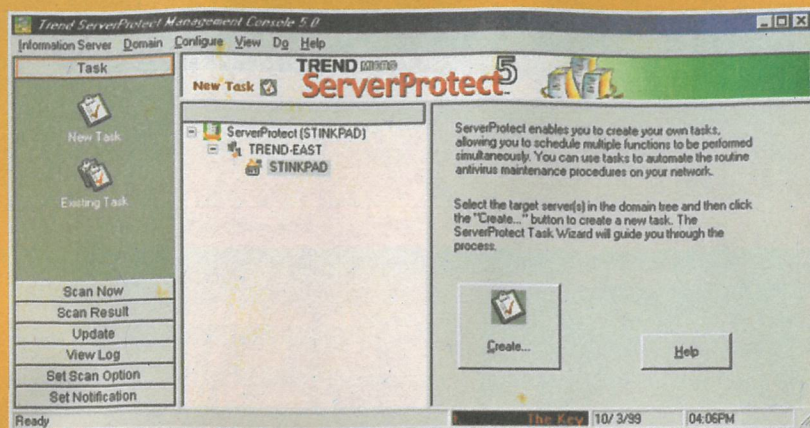 Trend ServerProtect Management Console 5.0
Information Server Domain Configure View Do Help
Task
New Task
Existing Task
Scan Now
Scan Result
Update
View Log
Set Scan Option
Set Notification
New Task
TREND MICRO
ServerProtect 5
ServerProtect (STINKPAD)
TREND-EAST
STINKPAD
ServerProtect enables you to create your own tasks,
allowing you to schedule multiple functions to be performed
simultaneously. You can use tasks to automate the routine
antivirus maintenance procedures on your network.
Select the target server(s) in the domain tree and then click
the "Create..." button to create a new task. The
ServerProtect Task Wizard will guide you through the
process.
Create...
Help
Ready
The Key
10/ 3/99
04:06PM